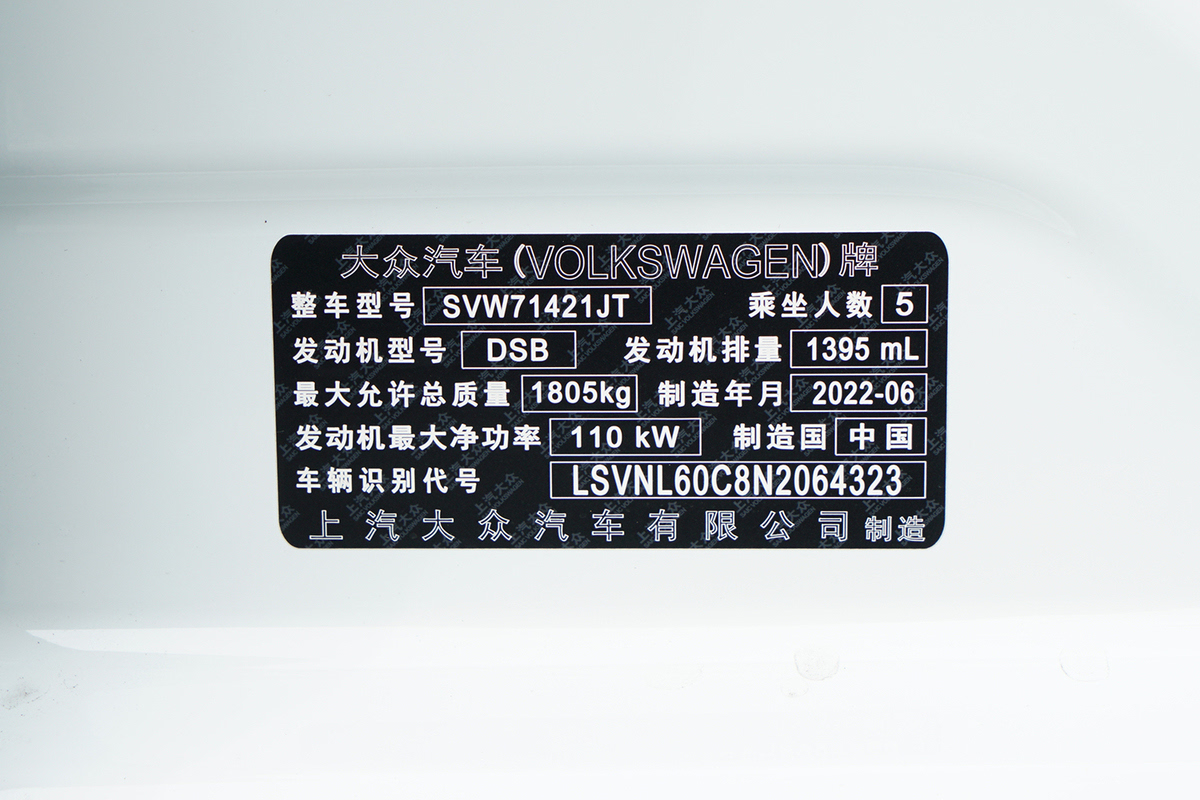 大众汽车(VOLKSWAGEN)牌
整车型号 SVW71421JT 乘坐人数 5
发动机型号 DSB 发动机排量 1395 mL
最大允许总质量 1805kg 制造年月 2022-06
发动机最大净功率 110 kW 制造国 中国
车辆识别代号 LSVNL60C8N2064323
上汽大众汽车有限公司制造